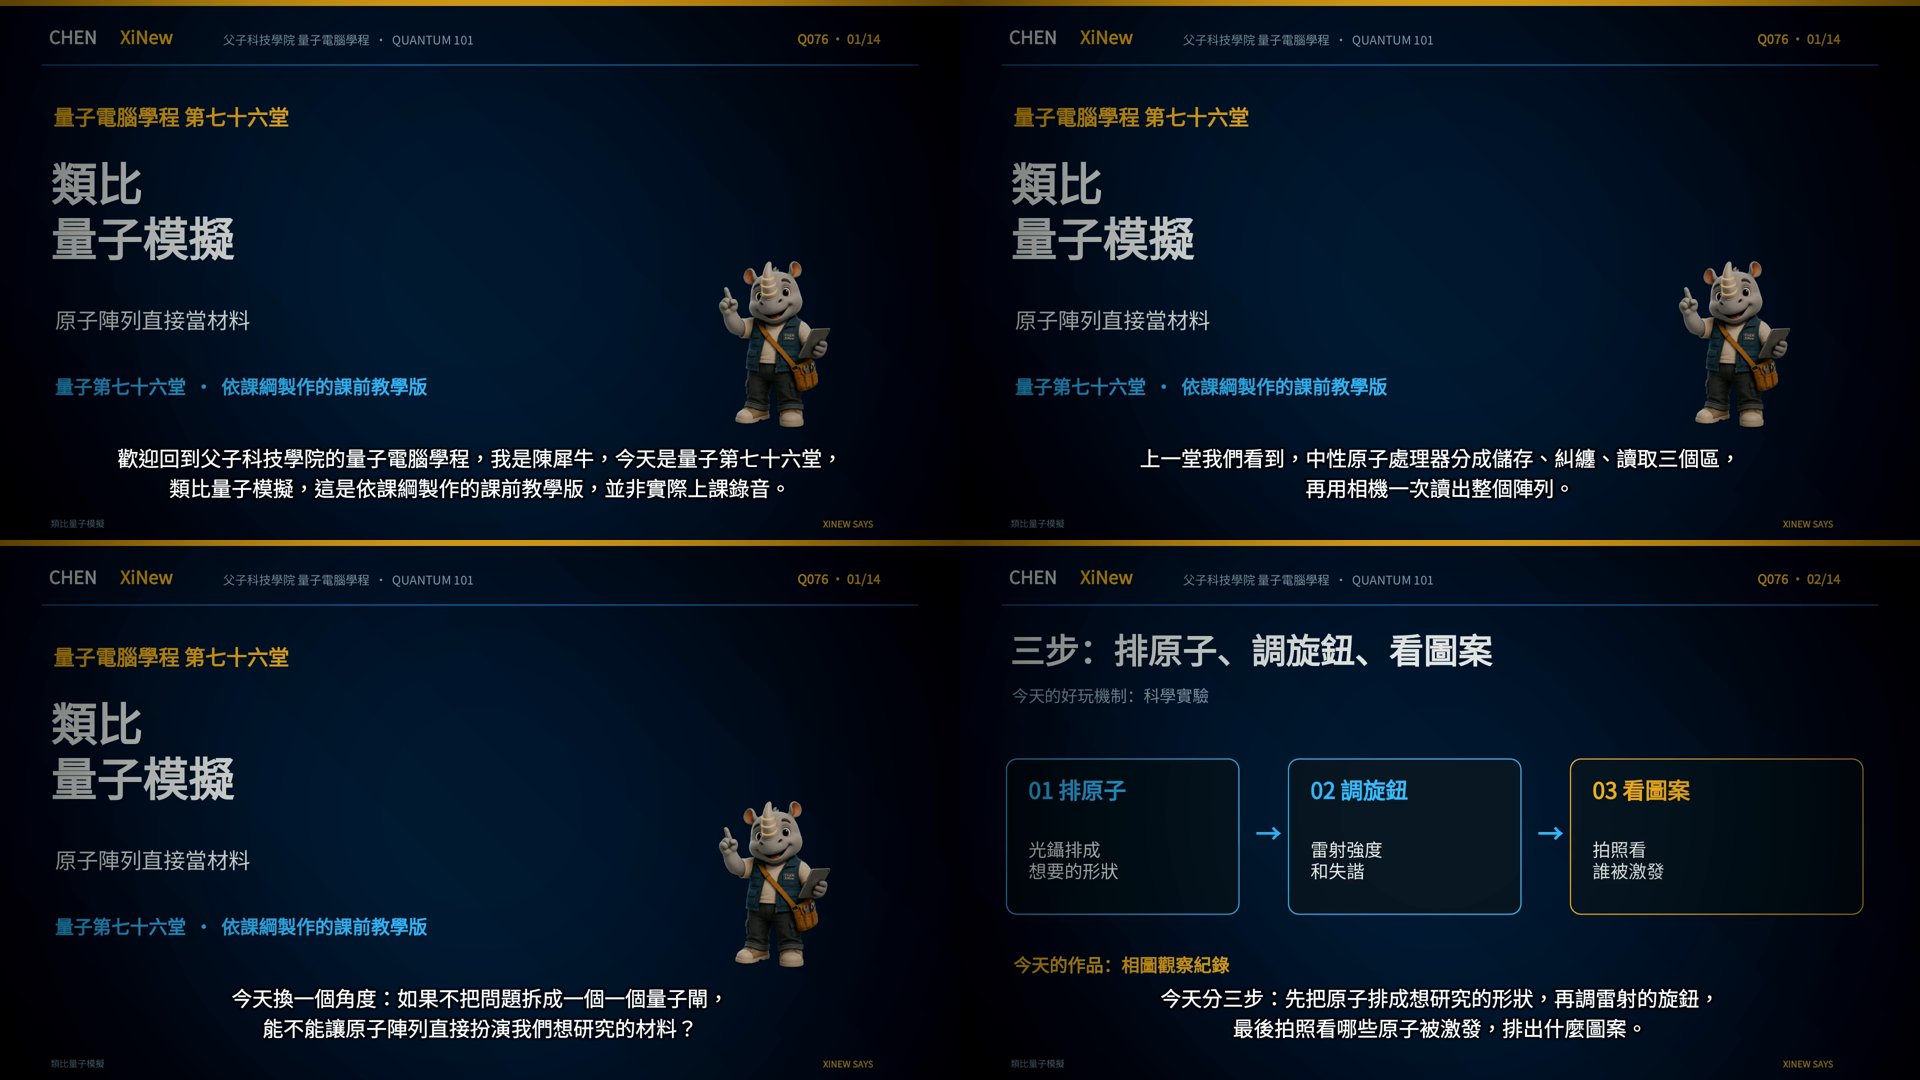 CHEN XiNew 父子科技學院 量子電腦學程 · QUANTUM 101 Q076 · 01/14
量子電腦學程 第七十六堂
類比
量子模擬
原子陣列直接當材料
量子第七十六堂 · 依課綱製作的課前教學版
歡迎回到父子科技學院的量子電腦學程，我是陳犀牛，今天是量子第七十六堂，
類比量子模擬，這是依課綱製作的課前教學版，並非實際上課錄音。
類比量子模擬 XINEW SAYS
CHEN XiNew 父子科技學院 量子電腦學程 · QUANTUM 101 Q076 · 01/14
量子電腦學程 第七十六堂
類比
量子模擬
原子陣列直接當材料
量子第七十六堂 · 依課綱製作的課前教學版
上一堂我們看到，中性原子處理器分成儲存、糾纏、讀取三個區，
再用相機一次讀出整個陣列。
類比量子模擬 XINEW SAYS
CHEN XiNew 父子科技學院 量子電腦學程 · QUANTUM 101 Q076 · 01/14
量子電腦學程 第七十六堂
類比
量子模擬
原子陣列直接當材料
量子第七十六堂 · 依課綱製作的課前教學版
今天換一個角度：如果不把問題拆成一個一個量子閘，
能不能讓原子陣列直接扮演我們想研究的材料？
類比量子模擬 XINEW SAYS
CHEN XiNew 父子科技學院 量子電腦學程 · QUANTUM 101 Q076 · 02/14
三步：排原子、調旋鈕、看圖案
今天的好玩機制：科學實驗
01 排原子
光鑷排成
想要的形狀
→
02 調旋鈕
雷射強度
和失諧
→
03 看圖案
拍照看
誰被激發
今天的作品：相圖觀察紀錄
今天分三步：先把原子排成想研究的形狀，再調雷射的旋鈕，
最後拍照看哪些原子被激發，排出什麼圖案。
類比量子模擬 XINEW SAYS